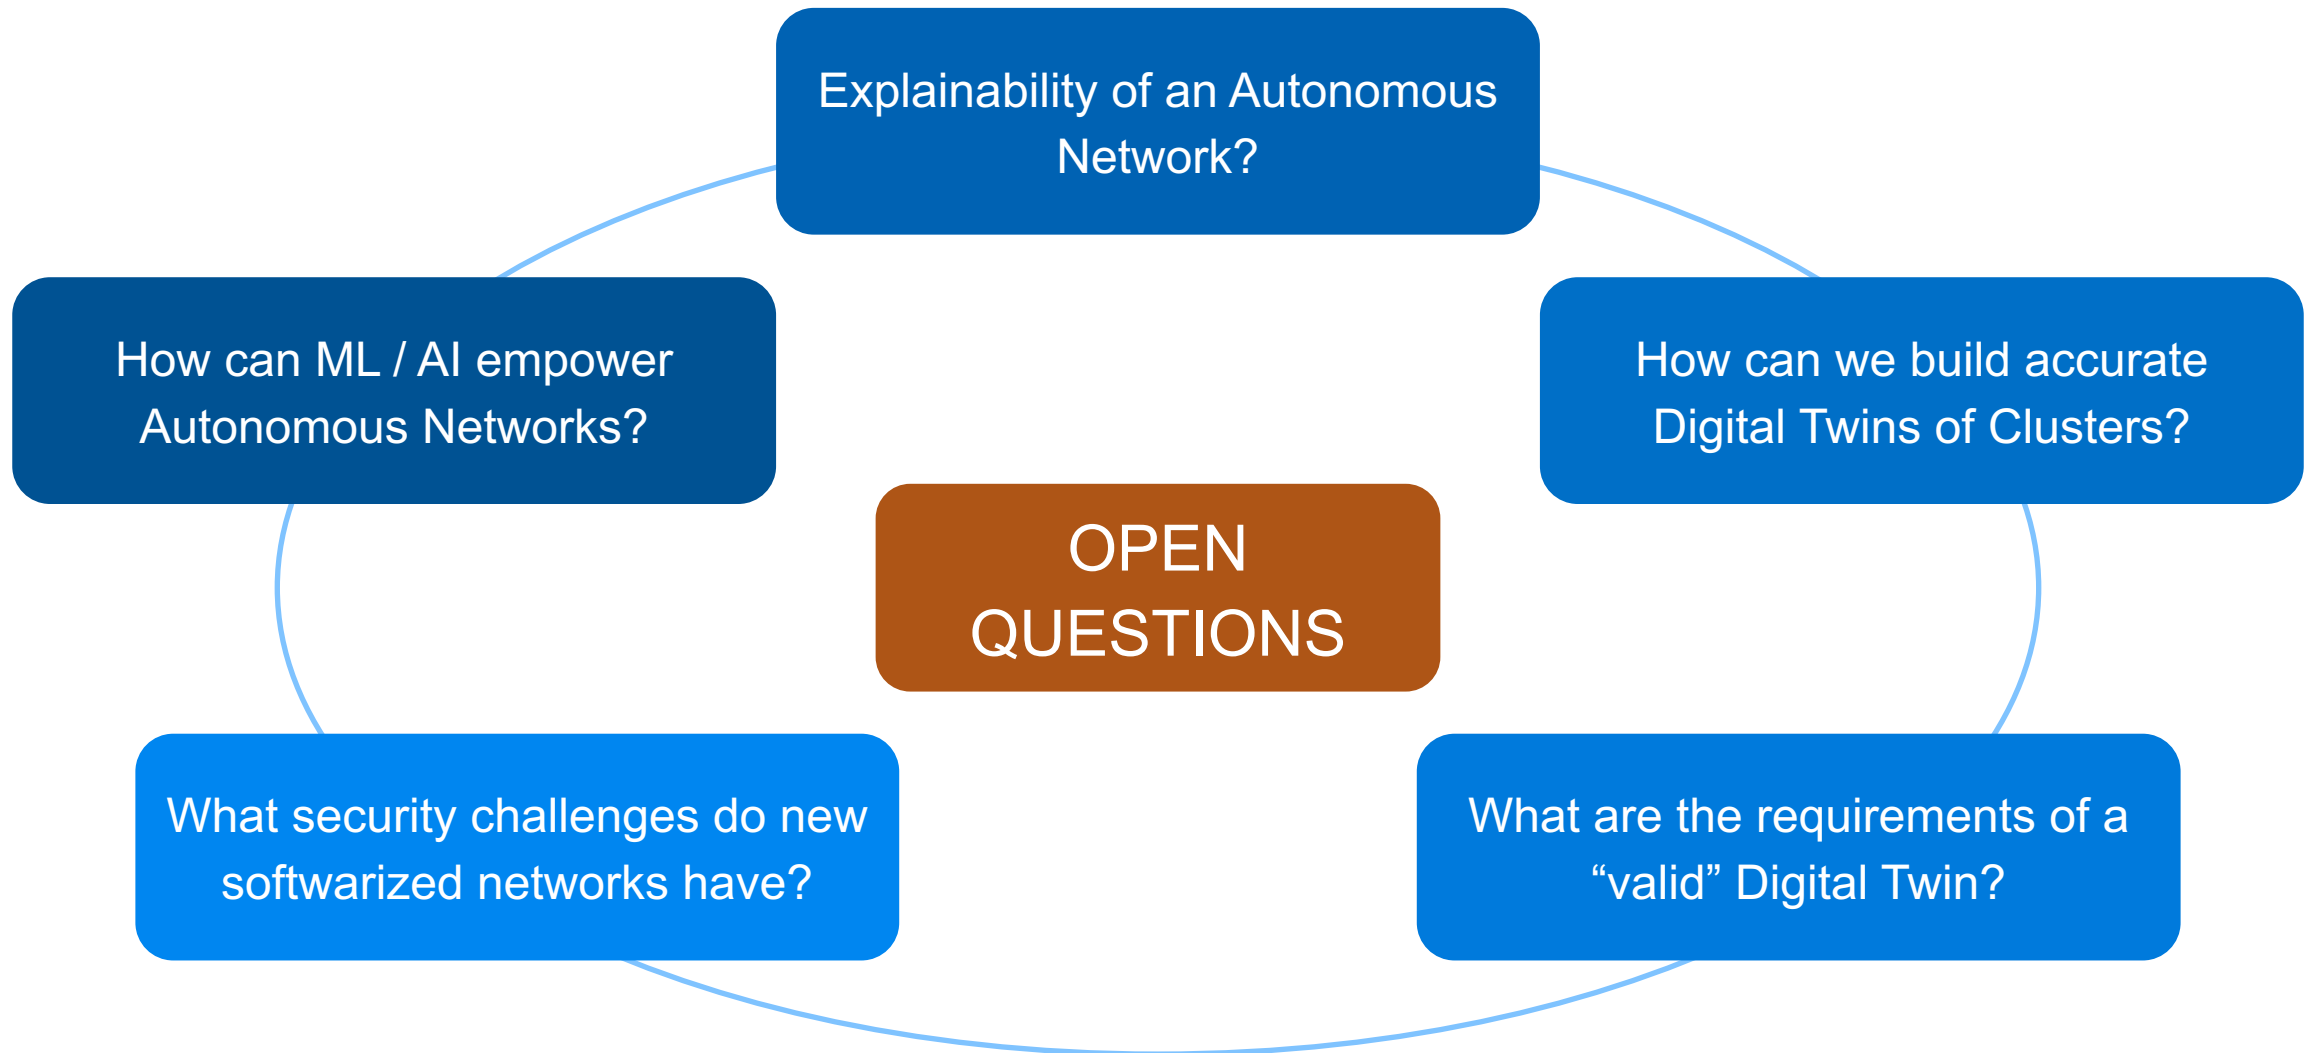 Explainability of an Autonomous
Network?
How can ML / AI empower
Autonomous Networks?
How can we build accurate
Digital Twins of Clusters?
OPEN
QUESTIONS
What security challenges do new
softwarized networks have?
What are the requirements of a
“valid” Digital Twin?